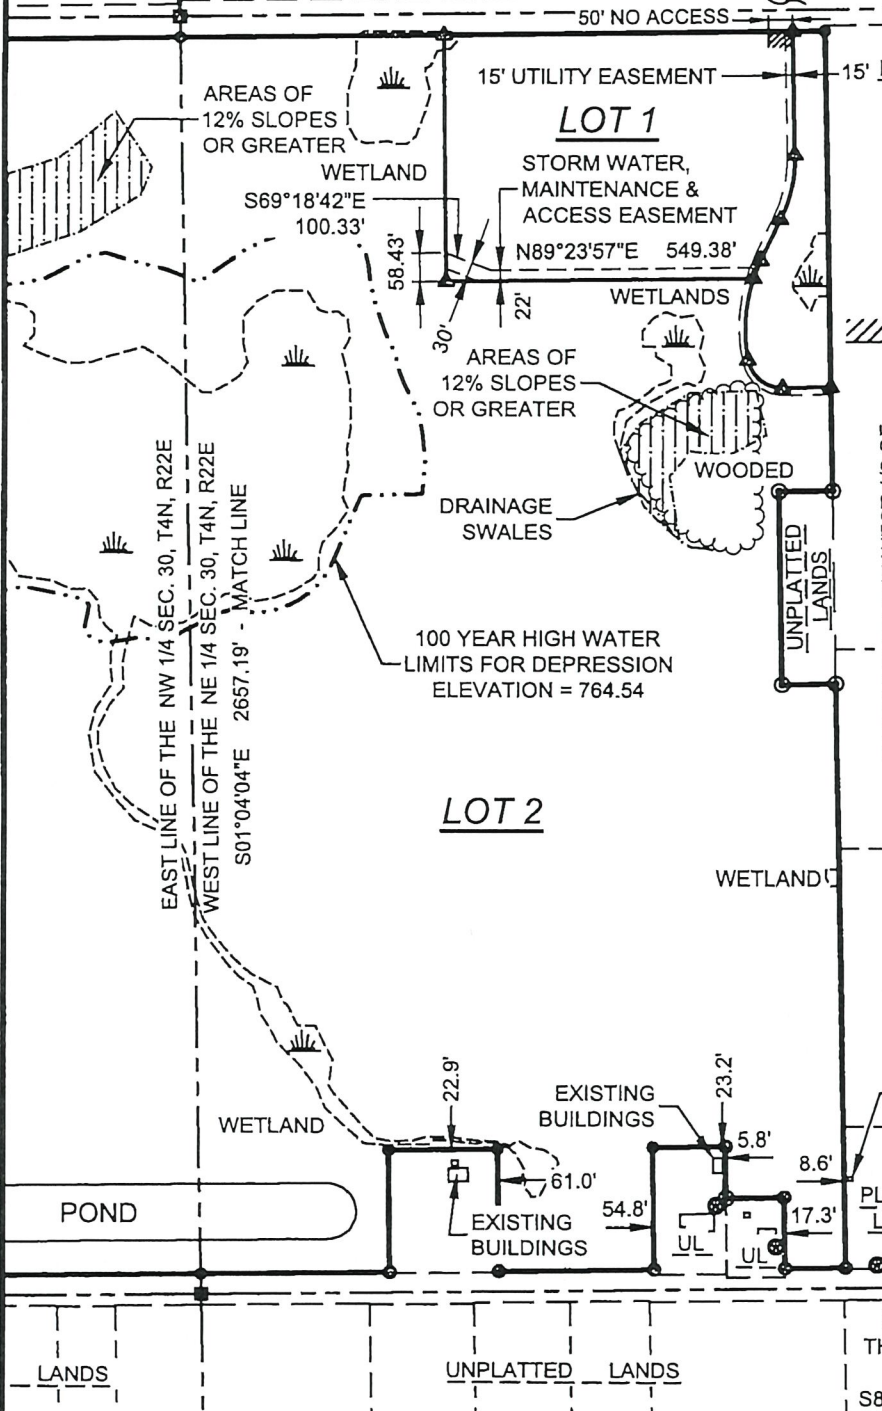 50' NO ACCESS
15' UTILITY EASEMENT
15'
AREAS OF
12% SLOPES
OR GREATER
LOT 1
WETLAND
STORM WATER,
MAINTENANCE &
ACCESS EASEMENT
S69°18'42"E
100.33'
N89°23'57"E 549.38'
58.43'
30'
22'
WETLANDS
AREAS OF
12% SLOPES
OR GREATER
WOODED
DRAINAGE
SWALES
UNPLATTED
LANDS
EAST LINE OF THE NW 1/4 SEC. 30, T4N, R22E
WEST LINE OF THE NE 1/4 SEC. 30, T4N, R22E
S01°04'04"E 2657.19' - MATCH LINE
100 YEAR HIGH WATER
LIMITS FOR DEPRESSION
ELEVATION = 764.54
LOT 2
WETLAND
22.9'
23.2'
EXISTING
BUILDINGS
WETLAND
5.8'
8.6'
61.0'
54.8'
POND
EXISTING
BUILDINGS
UL
UL
17.3'
PL
L
LANDS
UNPLATTED LANDS
TH
S8